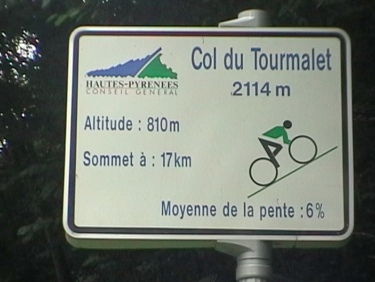 HAUTES-PYRENEES
CONSEIL GENERAL
Col du Tourmalet
2114 m
Altitude : 810m
Sommet à : 17km
Moyenne de la pente : 6%